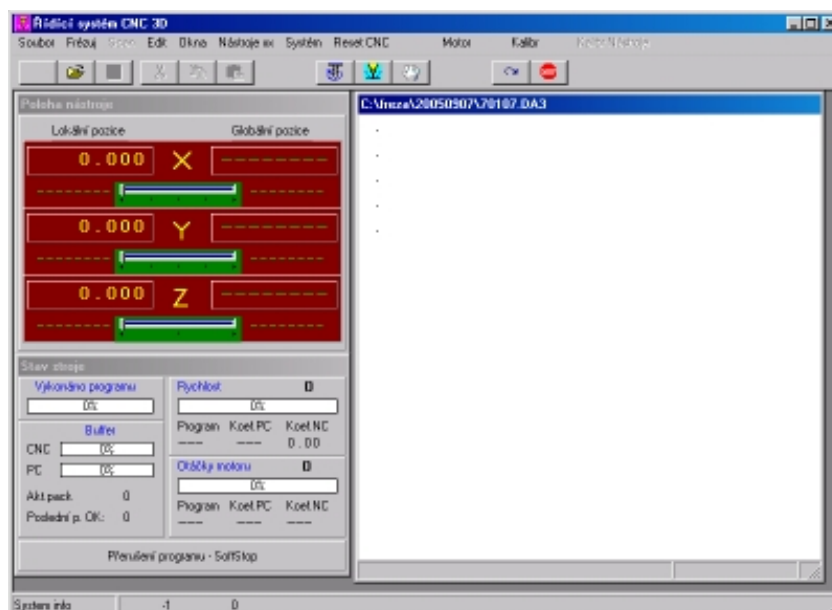 Řídící systém CNC 3D
Soubor Frézuj Edit Okna Nástroje Systém Reset CNC Motor Kalibr
Poloha nástroje
C:\freza\20050907\70107.DA3
Lokální pozice Globální pozice
0.000 X --------
-------- --------
0.000 Y --------
-------- --------
0.000 Z --------
-------- --------
Stav stroje
Vykonáno programu Rychlost 0
0% 0%
Buffer Program Koef.PC Koef.NC
CNC 0% --- --- 0.00
PC 0% Otáčky motoru 0
0%
Akt.pack. 0 Program Koef.PC Koef.NC
Poslední p. OK: 0 --- --- ---
Přerušení programu - SoftStop
System info -1 0